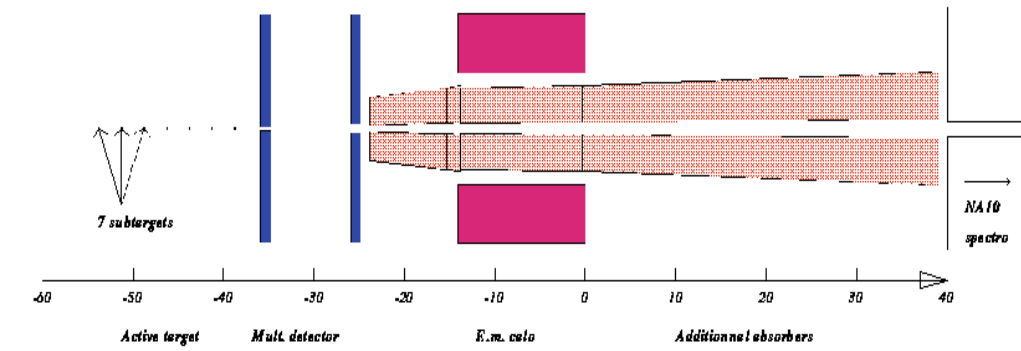 7 subtargets
NA10
spectro
-60 -50 -40 -30 -20 -10 0 10 20 30 40
Active target Mult. detector E.m. calo Additionnal absorbers